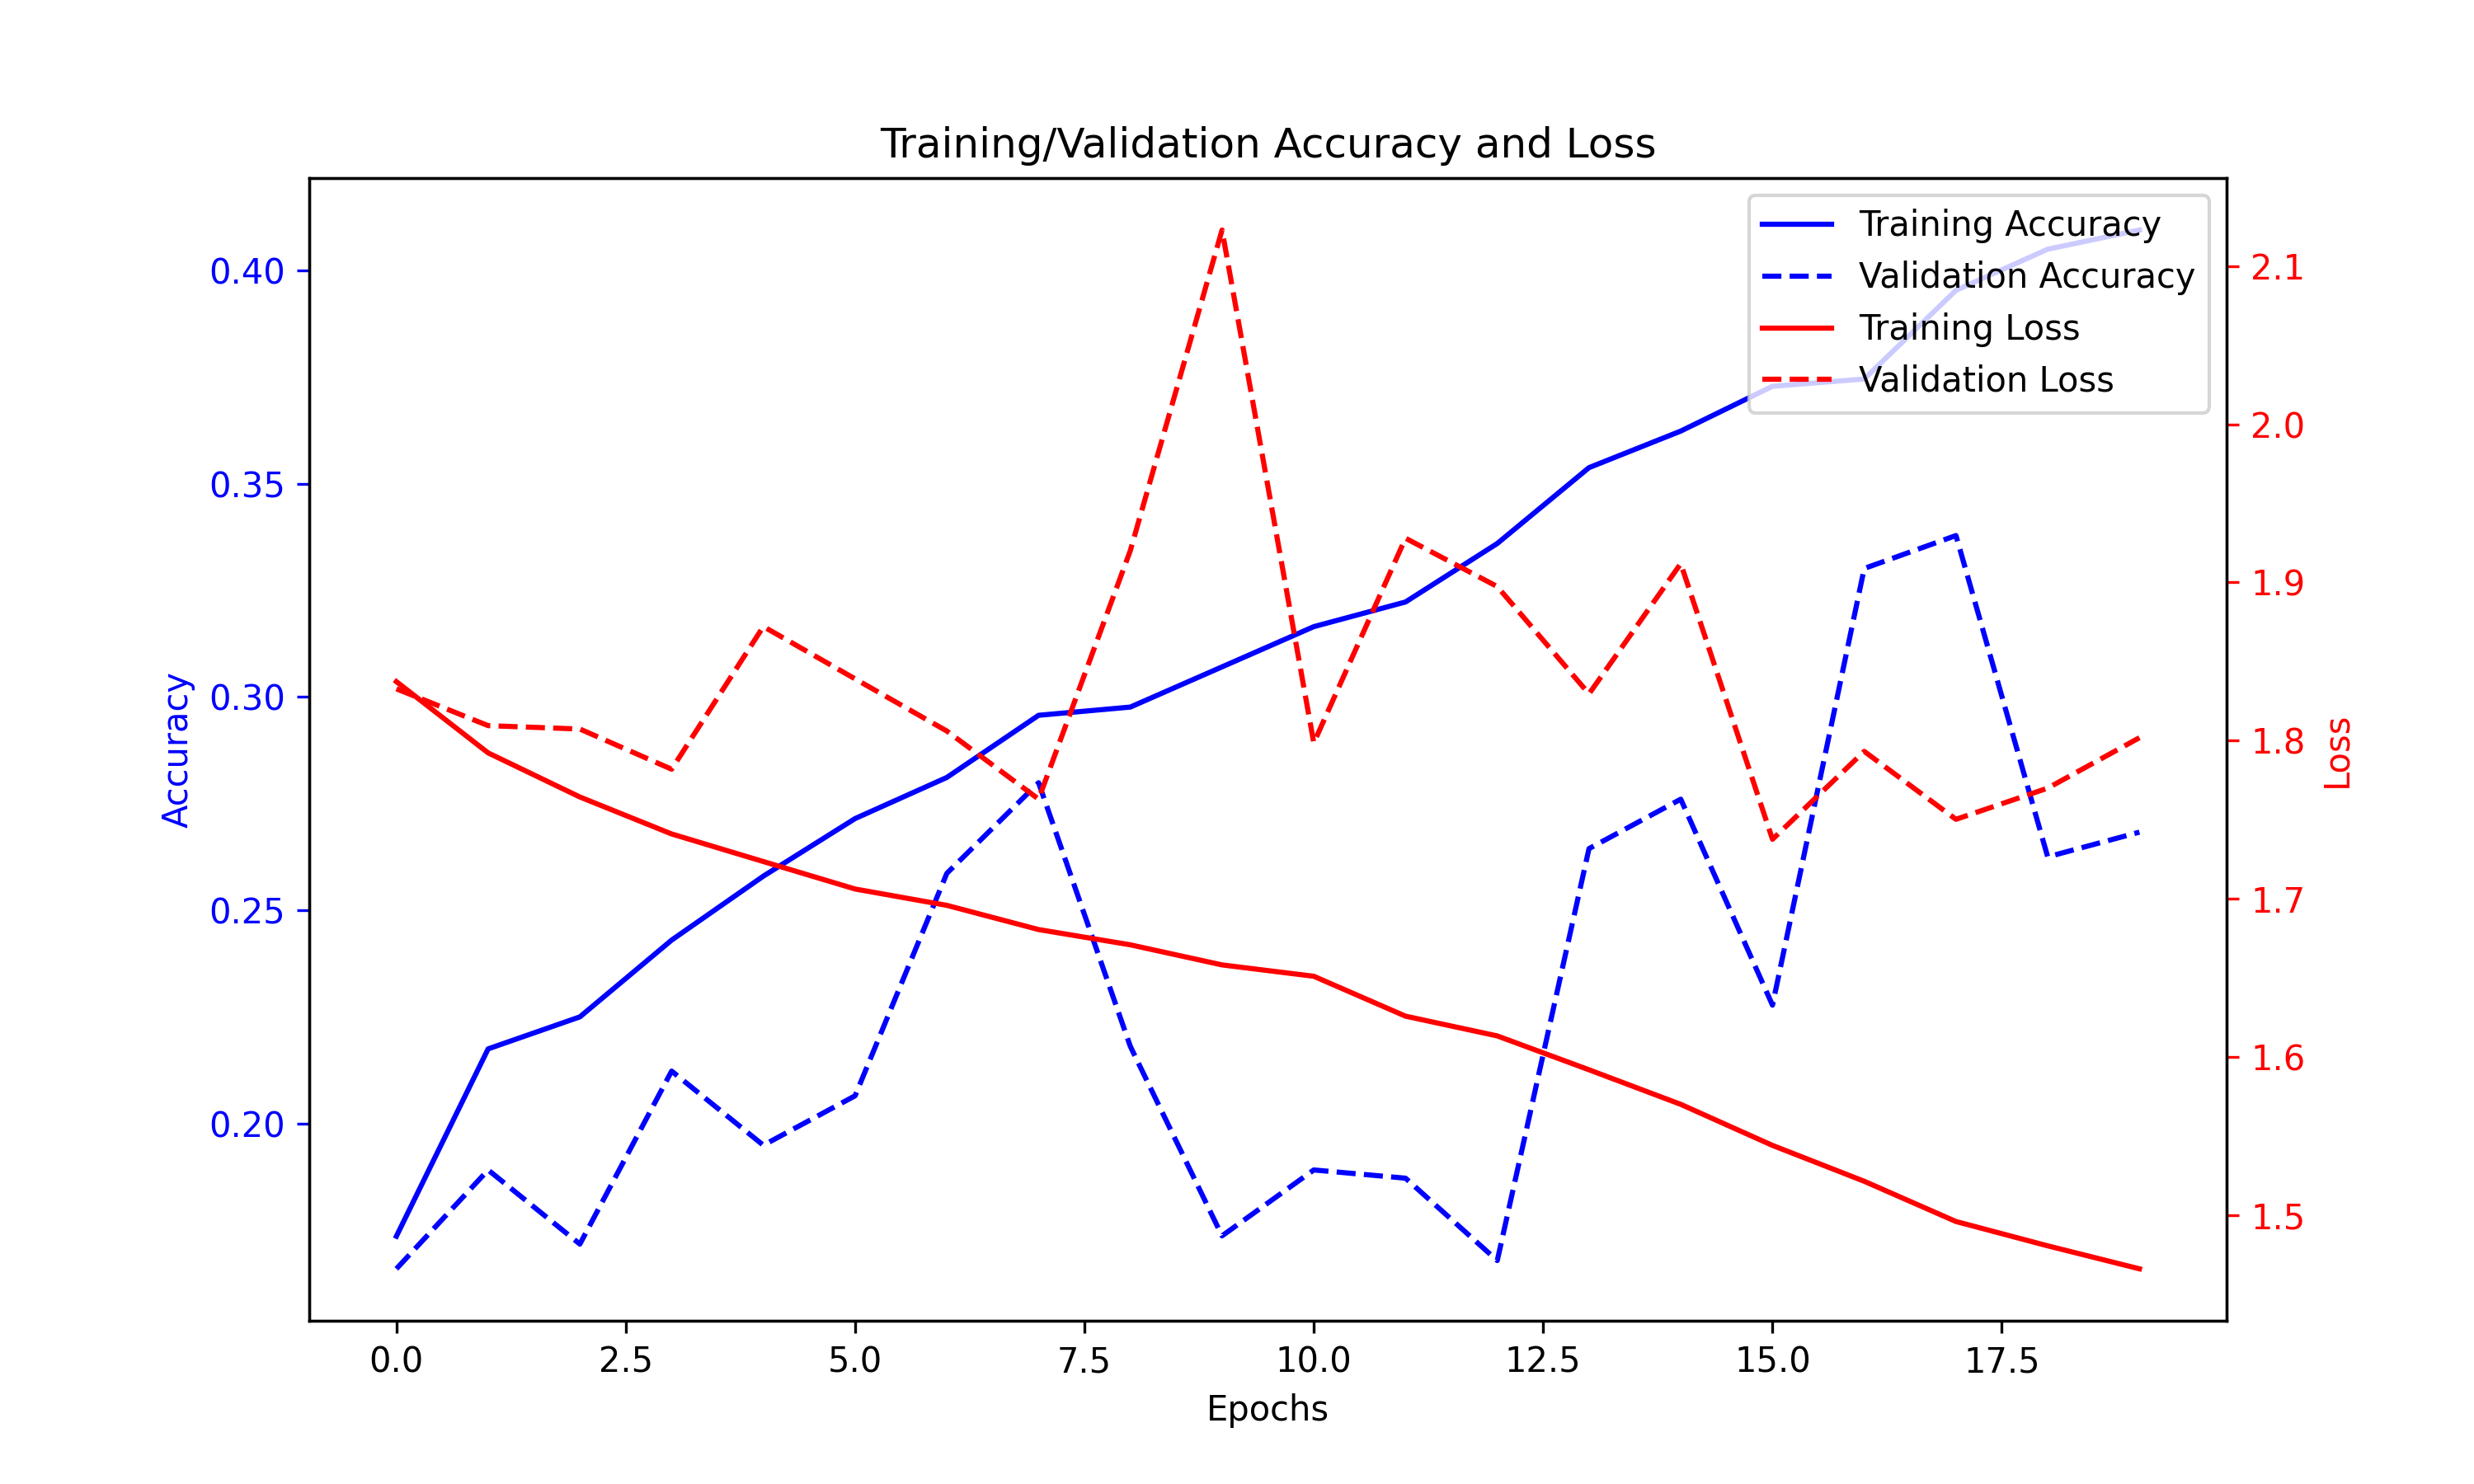 Training/Validation Accuracy and Loss
Training Accuracy
Validation Accuracy
Training Loss
Validation Loss
0.40
0.35
0.30
0.25
0.20
Accuracy
2.1
2.0
1.9
1.8
1.7
1.6
1.5
Loss
0.0 2.5 5.0 7.5 10.0 12.5 15.0 17.5
Epochs